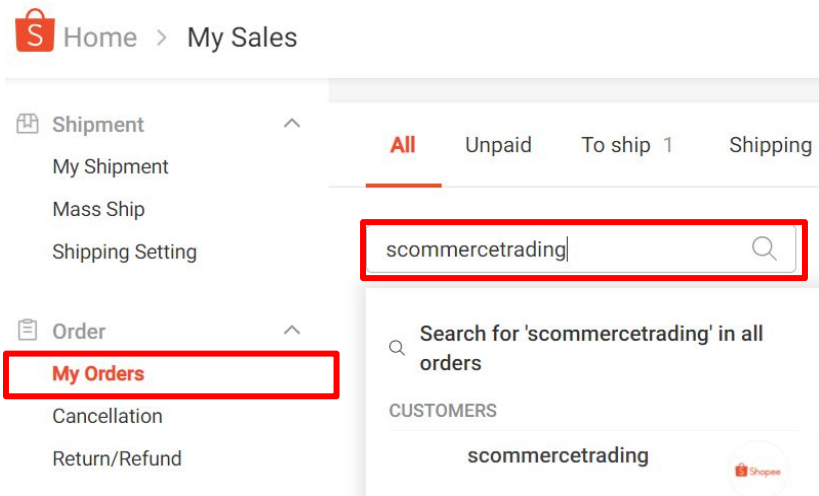 S Home > My Sales
Shipment
My Shipment
Mass Ship
Shipping Setting
Order
My Orders
Cancellation
Return/Refund
All Unpaid To ship 1 Shipping
scommercetrading
Search for 'scommercetrading' in all
orders
CUSTOMERS
scommercetrading
Shopee